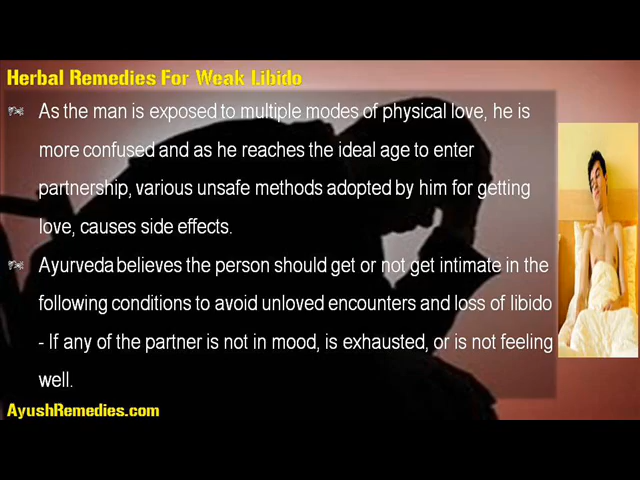 Herbal Remedies For Weak Libido
As the man is exposed to multiple modes of physical love, he is
more confused and as he reaches the ideal age to enter
partnership, various unsafe methods adopted by him for getting
love, causes side effects.
Ayurveda believes the person should get or not get intimate in the
following conditions to avoid unloved encounters and loss of libido
- If any of the partner is not in mood, is exhausted, or is not feeling
well.
AyushRemedies.com